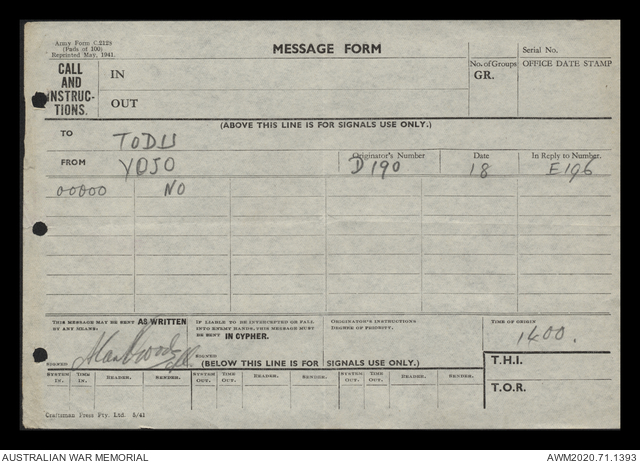 Army Form C.2128
(Pads of 100)
Reprinted May, 1941.
MESSAGE FORM
Serial No.
CALL
AND
INSTRUC-
TIONS.
IN
OUT
No. of Groups
GR.
OFFICE DATE STAMP
(ABOVE THIS LINE IS FOR SIGNALS USE ONLY.)
TO TODU
FROM YOJO
Originator's Number D190
Date 18
In Reply to Number. E196
00000 NO
THIS MESSAGE MAY BE SENT AS WRITTEN
BY ANY MEANS:
SIGNED
IF LIABLE TO BE INTERCEPTED OR FALL
INTO ENEMY HANDS, THIS MESSAGE MUST
BE SENT IN CYPHER.
SIGNED
ORIGINATOR'S INSTRUCTIONS
DEGREE OF PRIORITY.
TIME OF ORIGIN
1400.
(BELOW THIS LINE IS FOR SIGNALS USE ONLY.)
T.H.I.
T.O.R.
SYSTEM IN. TIME IN. READER. SENDER. SYSTEM OUT. TIME OUT. READER. SENDER. SYSTEM OUT. TIME OUT. READER. SENDER.
Craftsman Press Pty. Ltd. 5/41
AUSTRALIAN WAR MEMORIAL
AWM2020.71.1393